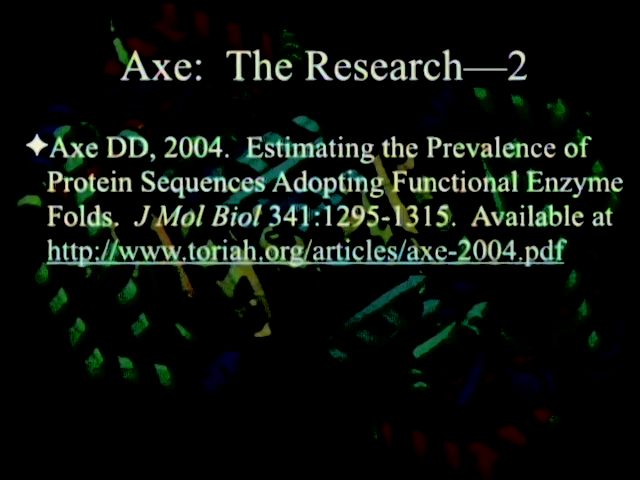 Axe: The Research—2
Axe DD, 2004. Estimating the Prevalence of
Protein Sequences Adopting Functional Enzyme
Folds. J Mol Biol 341:1295-1315. Available at
http://www.toriah.org/articles/axe-2004.pdf